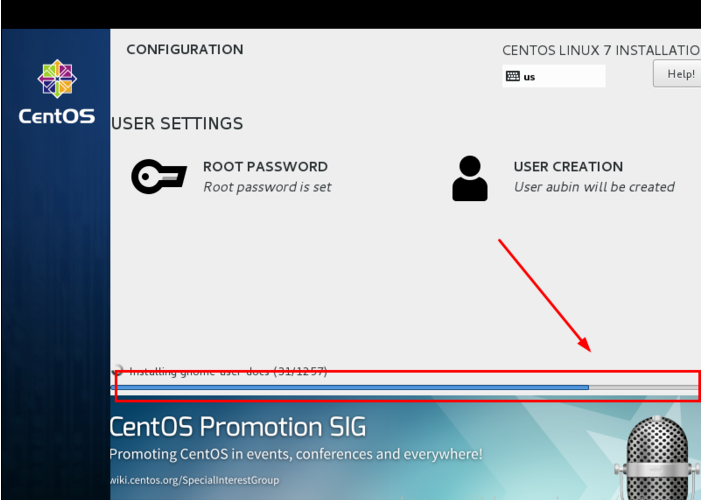 CONFIGURATION
CENTOS LINUX 7 INSTALLATIO
us
Help!
CentOS
USER SETTINGS
ROOT PASSWORD
Root password is set
USER CREATION
User aubin will be created
Installing gnome-user-docs (31/1257)
CentOS Promotion SIG
Promoting CentOS in events, conferences and everywhere!
wiki.centos.org/SpecialInterestGroup